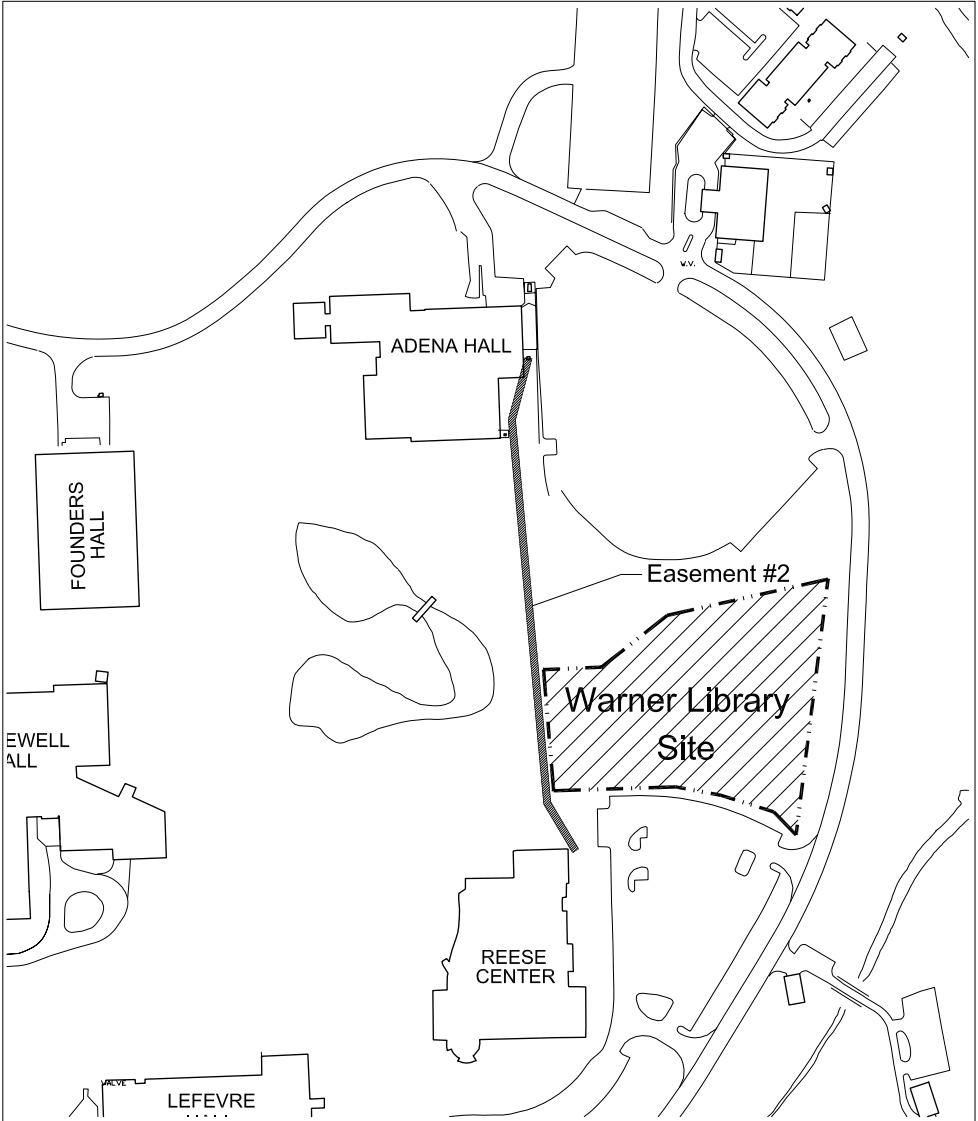 W.V.
ADENA HALL
FOUNDERS
HALL
Easement #2
Warner Library
Site
EWELL
ALL
REESE
CENTER
VALVE
LEFEVRE